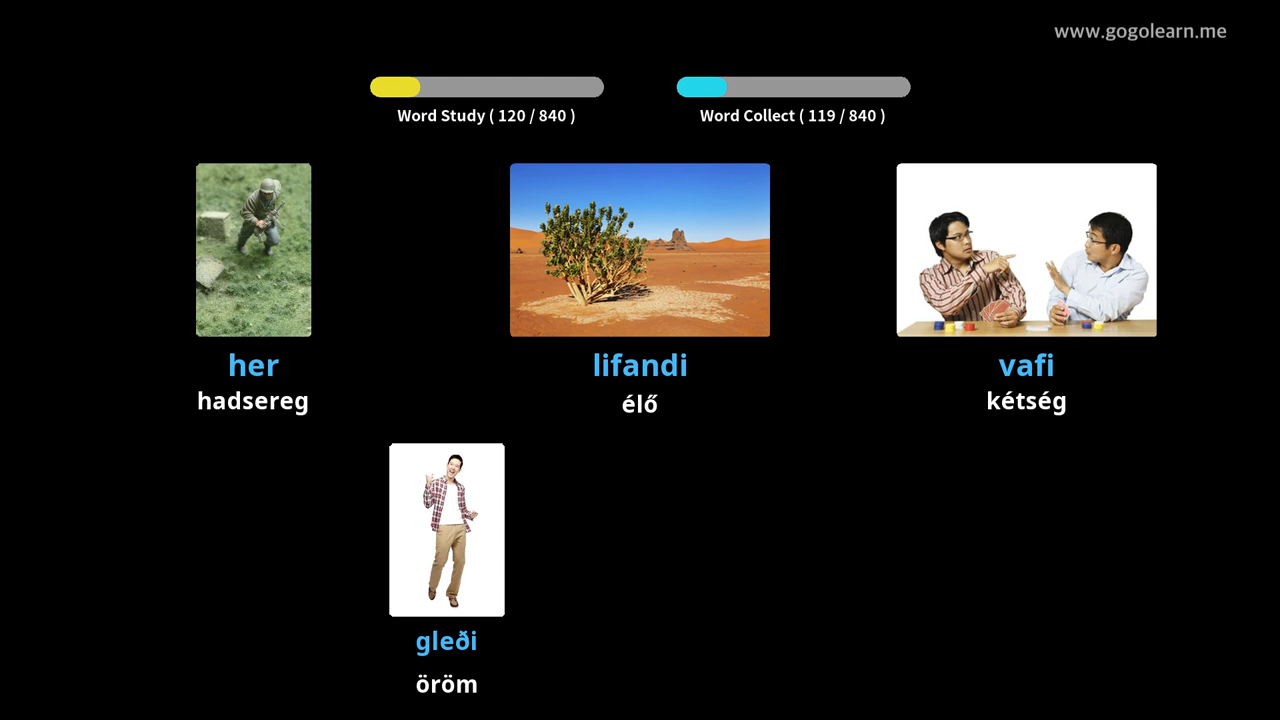 www.gogolearn.me
Word Study ( 120 / 840 )
Word Collect ( 119 / 840 )
her
hadsereg
lifandi
élő
vafi
kétség
gleði
öröm